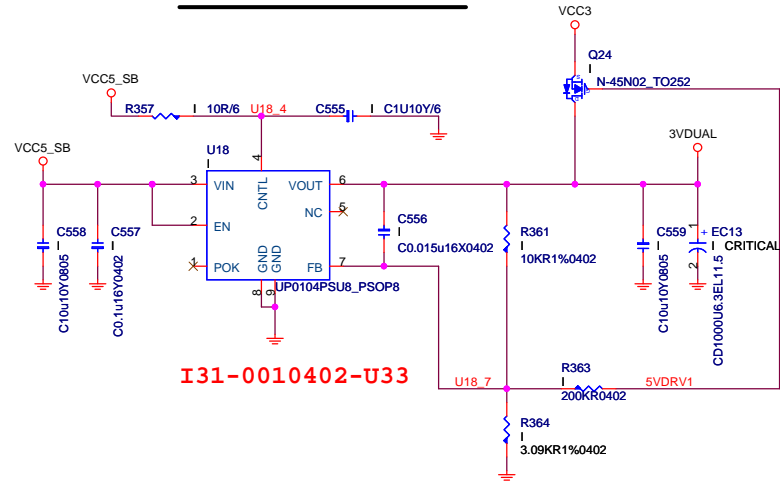 VCC3
Q24
I
N-45N02_TO252
VCC5_SB
R357
I
10R/6
U18_4
C555
I
C1U10Y/6
VCC5_SB
U18
I
3VDUAL
4
3
VIN
CNTL
VOUT
6
NC
5
2
EN
1
POK
GND
GND
FB
7
8
9
UP0104PSU8_PSOP8
C558
I
C10u10Y0805
C557
I
C0.1u16Y0402
C556
I
C0.015u16X0402
R361
I
10KR1%0402
C559
I
C10u10Y0805
1
+
EC13
I
CRITICAL
2
CD1000U6.3EL11.5
I31-0010402-U33
U18_7
R363
I
200KR0402
5VDRV1
R364
I
3.09KR1%0402